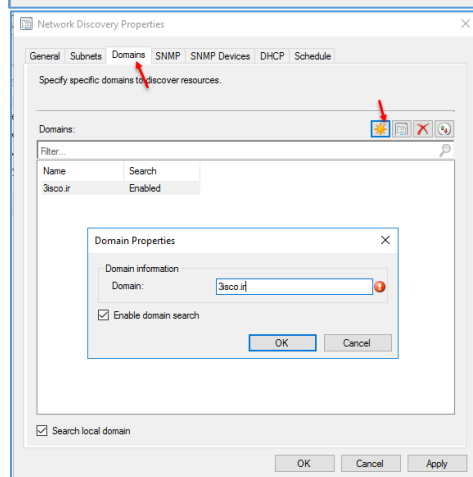 Network Discovery Properties
General Subnets Domains SNMP SNMP Devices DHCP Schedule
Specify specific domains to discover resources.
Domains:
Filter...
Name Search
3isco.ir Enabled
Domain Properties
Domain information
Domain: 3isco.ir
Enable domain search
OK Cancel
Search local domain
OK Cancel Apply